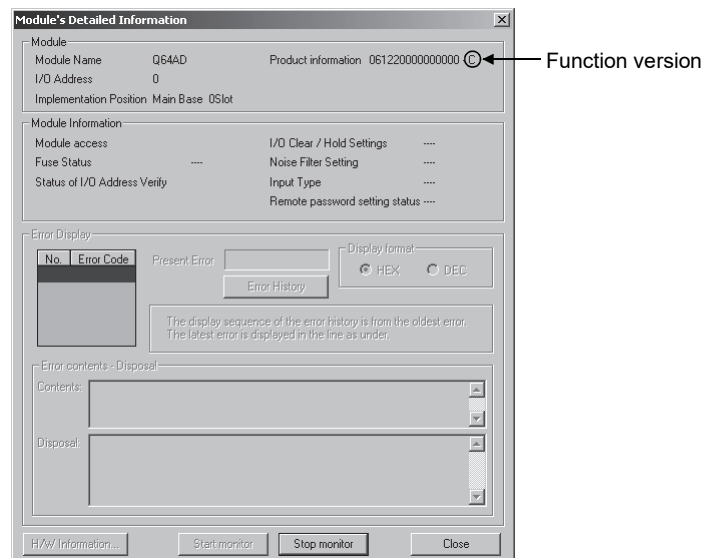 Module's Detailed Information
Module
Module Name Q64AD Product information 061220000000000 - C
Function version
I/O Address 0
Implementation Position Main Base 0Slot
Module Information
Module access I/O Clear / Hold Settings ----
Fuse Status ---- Noise Filter Setting ----
Status of I/O Address Verify Input Type ----
Remote password setting status ----
Error Display
No. Error Code Present Error Display format
HEX DEC
Error History
The display sequence of the error history is from the oldest error.
The latest error is displayed in the line as under.
Error contents - Disposal
Contents:
Disposal:
H/W Information... Start monitor Stop monitor Close